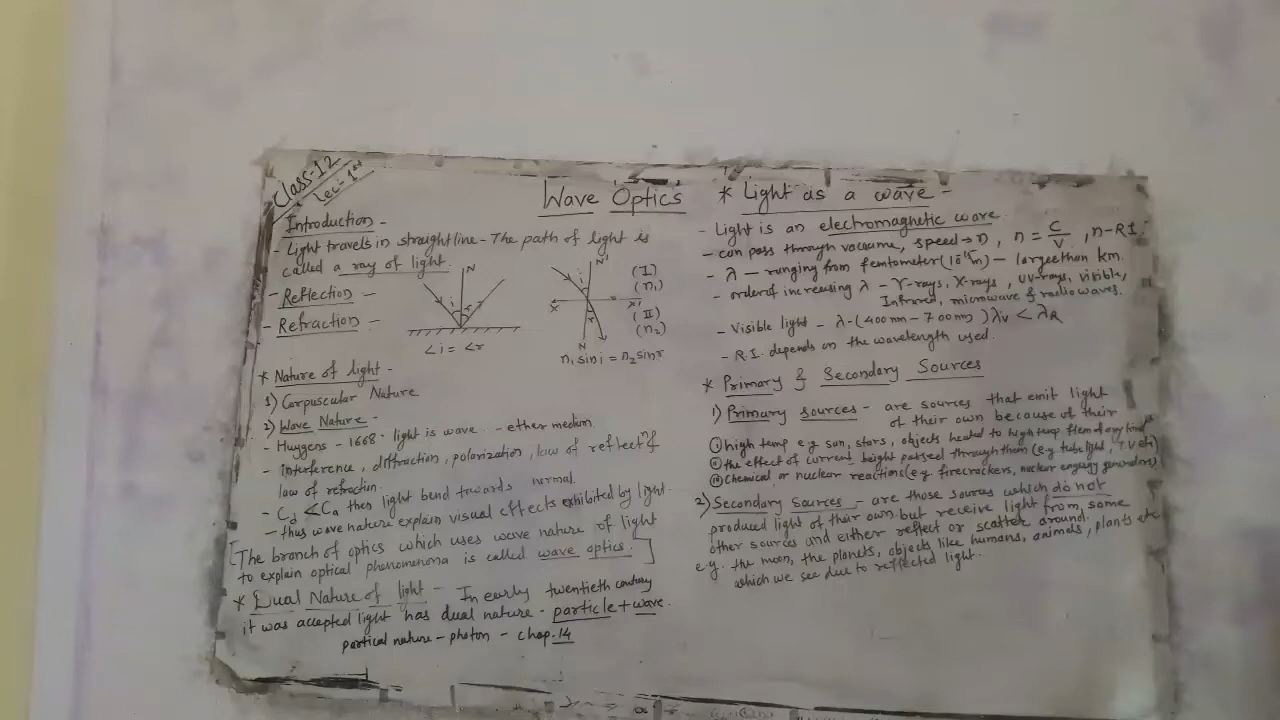 Class-12
Lec-1st
Wave Optics
Introduction -
- Light travels in straight line - The path of light is
called a ray of light.
- Reflection -
- Refraction -
N
i
r
∠i = ∠r
N'
(I)
(n₁)
X
X'
(II)
(n₂)
r
N
n₁ sin i = n₂ sin r
* Nature of light -
1) Corpuscular Nature
2) Wave Nature -
- Huygens - 1668 - light is wave - ether medium
- interference, diffraction, polarization, law of reflectⁿ &
law of refraction.
- Cd < Ca then light bend towards normal.
- thus wave nature explain visual effects exhibited by light.
[The branch of optics which uses wave nature of light
to explain optical phenomena is called wave optics.]
* Dual Nature of light - In early twentieth century
it was accepted light has dual nature - particle + wave.
partical nature - photon - chap. 14
* Light as a wave -
- Light is an electromagnetic wave.
- can pass through vacuume, speed → n, n = C/V, n - R.I.
- λ - ranging from femtometer (10⁻¹⁵m) - larger than km.
- order of increasing λ - γ-rays, X-rays, UV-rays, visible,
Infrared, microwave & radiowaves.
- Visible light - λ - (400 nm - 700 nm) λv < λR
- R.I. depends on the wavelength used.
* Primary & Secondary Sources
1) Primary sources - are sources that emit light
of their own because of their
(i) high temp e.g sun, stars, objects heated to high temp flem of any kind
(ii) the effect of current being passed through them (e.g tube light, T.V etc)
(iii) Chemical or nuclear reactions (e.g firecrackers, nuclear energy generators)
2) Secondary Sources - are those sources which do not
produced light of their own but receive light from some
other sources and either reflect or scatter around.
e.g. the moon, the planets, objects like humans, animals, plants etc
which we see due to reflected light.